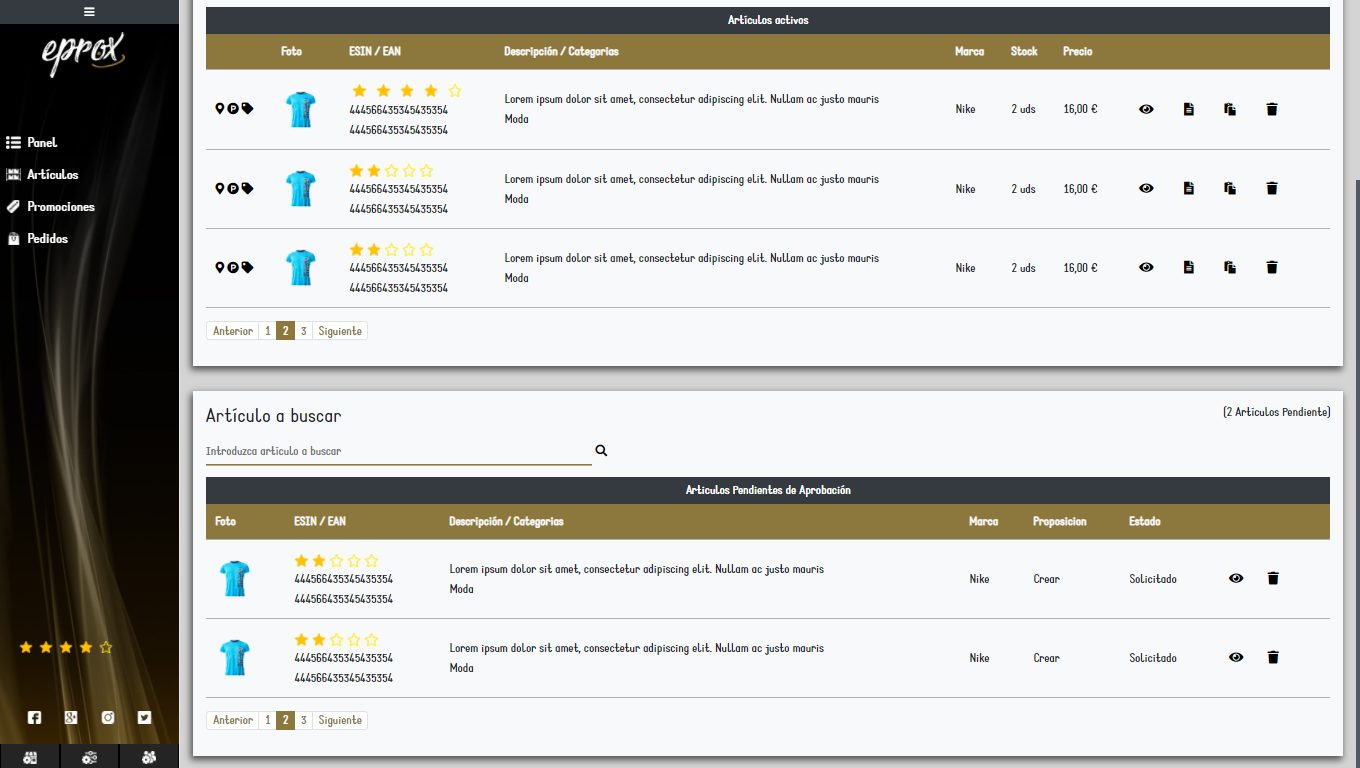 eprox
Panel
Artículos
Promociones
Pedidos
Artículos activos
Foto ESIN / EAN Descripción / Categorias Marca Stock Precio
444566435345435354
444566435345435354
Lorem ipsum dolor sit amet, consectetur adipiscing elit. Nullam ac justo mauris
Moda
Nike 2 uds 16,00 €
444566435345435354
444566435345435354
Lorem ipsum dolor sit amet, consectetur adipiscing elit. Nullam ac justo mauris
Moda
Nike 2 uds 16,00 €
444566435345435354
444566435345435354
Lorem ipsum dolor sit amet, consectetur adipiscing elit. Nullam ac justo mauris
Moda
Nike 2 uds 16,00 €
Anterior 1 2 3 Siguiente
Artículo a buscar
(2 Articulos Pendiente)
Introduzca artículo a buscar
Articulos Pendientes de Aprobación
Foto ESIN / EAN Descripción / Categorias Marca Proposicion Estado
444566435345435354
444566435345435354
Lorem ipsum dolor sit amet, consectetur adipiscing elit. Nullam ac justo mauris
Moda
Nike Crear Solicitado
444566435345435354
444566435345435354
Lorem ipsum dolor sit amet, consectetur adipiscing elit. Nullam ac justo mauris
Moda
Nike Crear Solicitado
Anterior 1 2 3 Siguiente